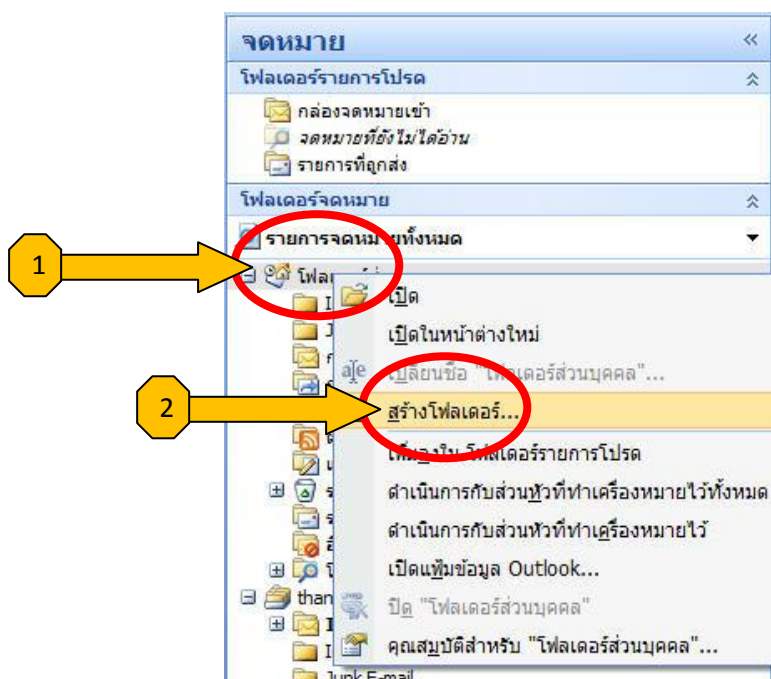 จดหมาย
โฟลเดอร์รายการโปรด
กล่องจดหมายเข้า
จดหมายที่ยังไม่ได้อ่าน
รายการที่ถูกส่ง
โฟลเดอร์จดหมาย
รายการจดหมายทั้งหมด
1
เปิด
เปิดในหน้าต่างใหม่
เปลี่ยนชื่อ "โฟลเดอร์ส่วนบุคคล"...
2
สร้างโฟลเดอร์...
เพิ่มลงใน โฟลเดอร์รายการโปรด
ดำเนินการกับส่วนหัวที่ทำเครื่องหมายไว้ทั้งหมด
ดำเนินการกับส่วนหัวที่ทำเครื่องหมายไว้
เปิดแฟ้มข้อมูล Outlook...
than
ปิด "โฟลเดอร์ส่วนบุคคล"
คุณสมบัติสำหรับ "โฟลเดอร์ส่วนบุคคล"...
Junk E-mail